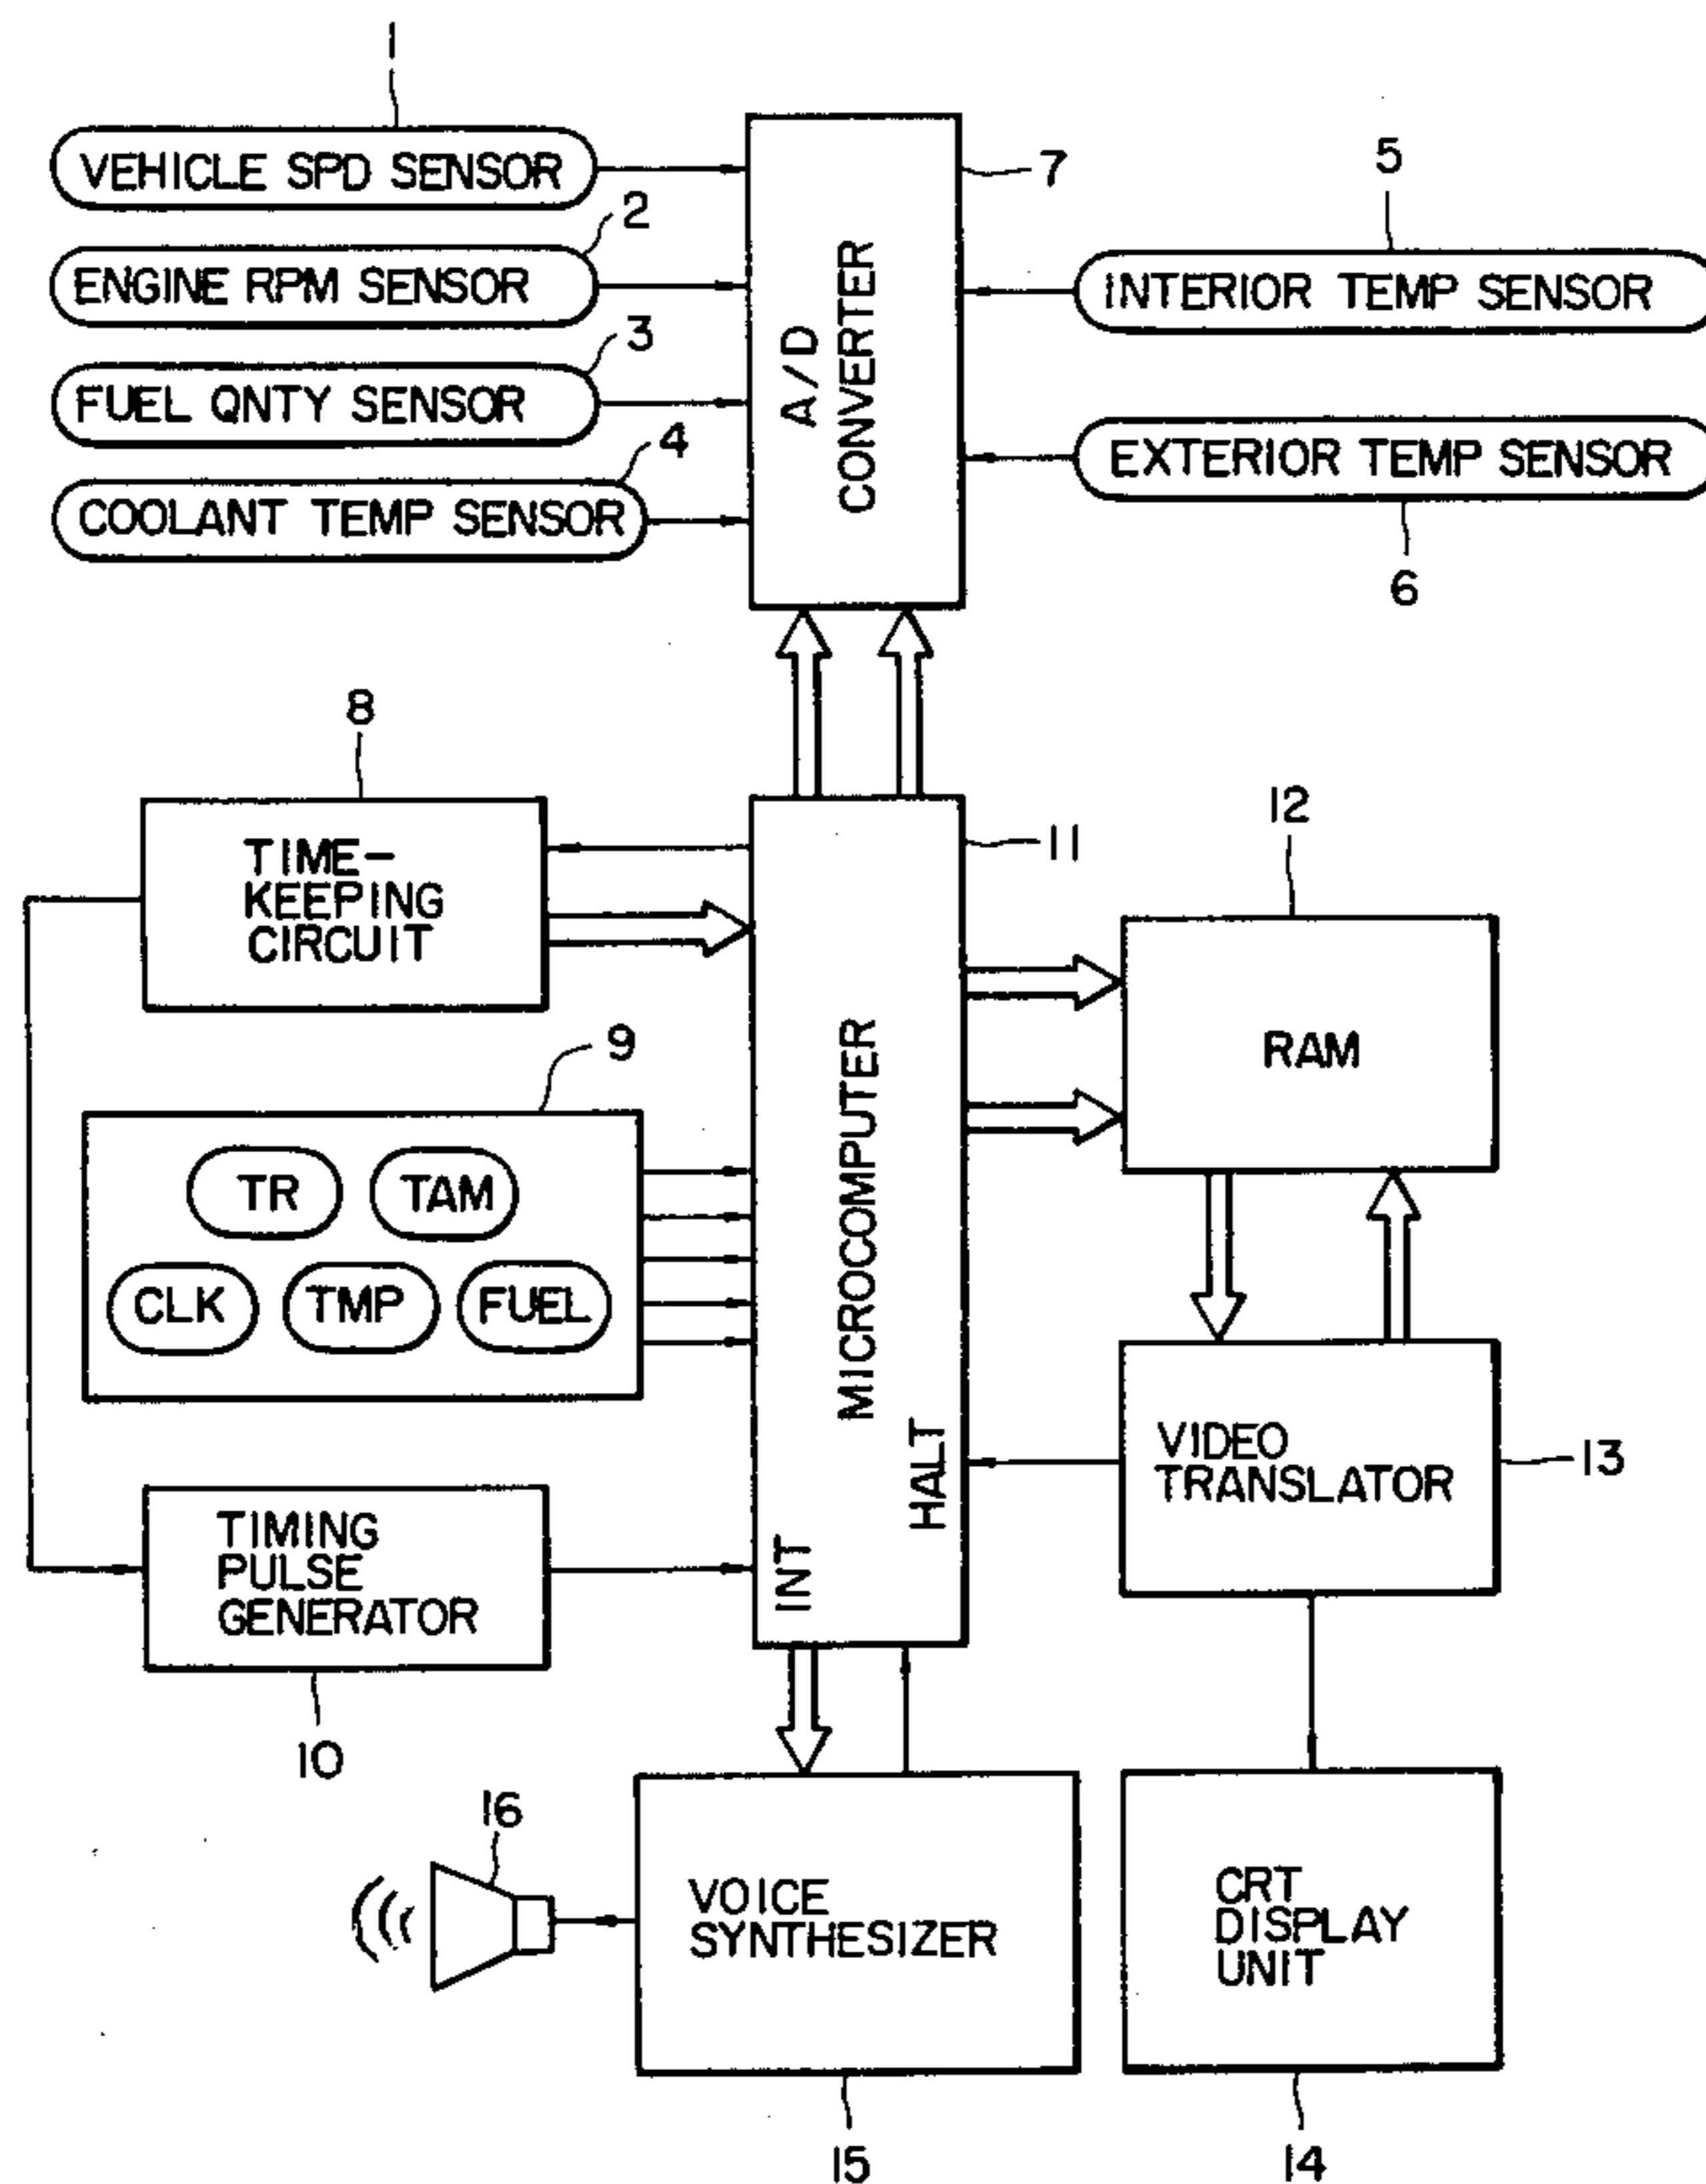 1
VEHICLE SPD SENSOR
2
ENGINE RPM SENSOR
3
FUEL QNTY SENSOR
4
COOLANT TEMP SENSOR
A/D
CONVERTER
7
5
INTERIOR TEMP SENSOR
EXTERIOR TEMP SENSOR
6
8
TIME-
KEEPING
CIRCUIT
9
TR TAM
CLK TMP FUEL
TIMING
PULSE
GENERATOR
10
MICROCOMPUTER
INT
HALT
11
12
RAM
VIDEO
TRANSLATOR
13
16
VOICE
SYNTHESIZER
15
CRT
DISPLAY
UNIT
14